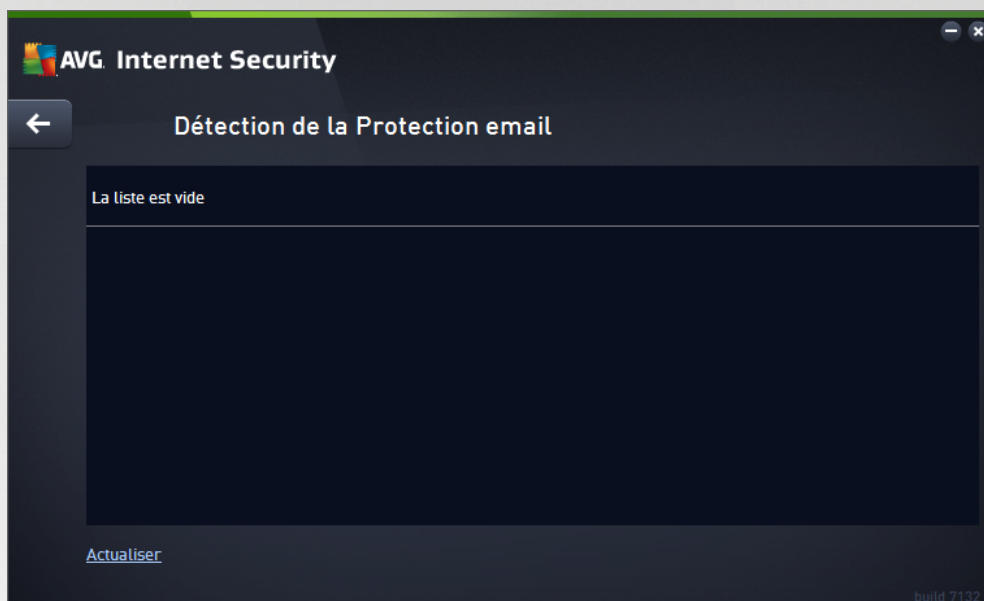 AVG. Internet Security
Détection de la Protection email
La liste est vide
Actualiser
build 7132